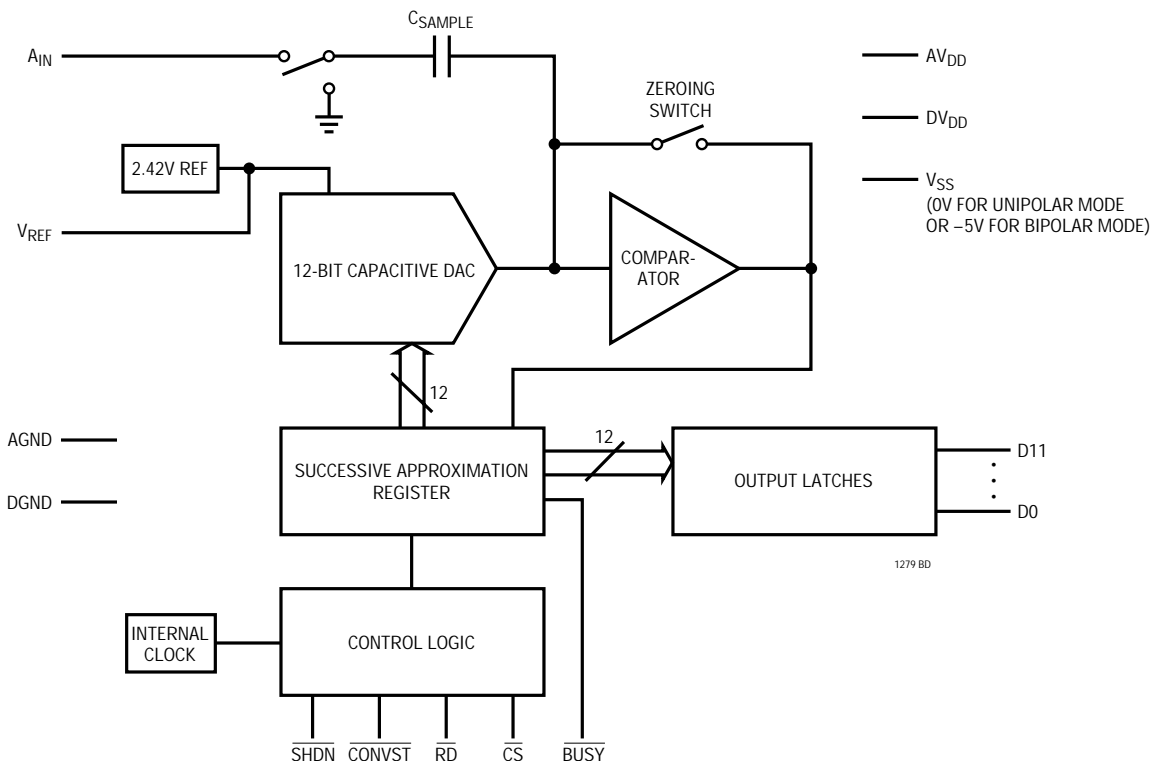 CSAMPLE
AIN
AVDD
ZEROING
SWITCH
DVDD
2.42V REF
VSS
(0V FOR UNIPOLAR MODE
OR –5V FOR BIPOLAR MODE)
VREF
12-BIT CAPACITIVE DAC
COMPAR-
ATOR
12
AGND
12
SUCCESSIVE APPROXIMATION
REGISTER
OUTPUT LATCHES
D11
DGND
D0
1279 BD
INTERNAL
CLOCK
CONTROL LOGIC
SHDN
CONVST
RD
CS
BUSY